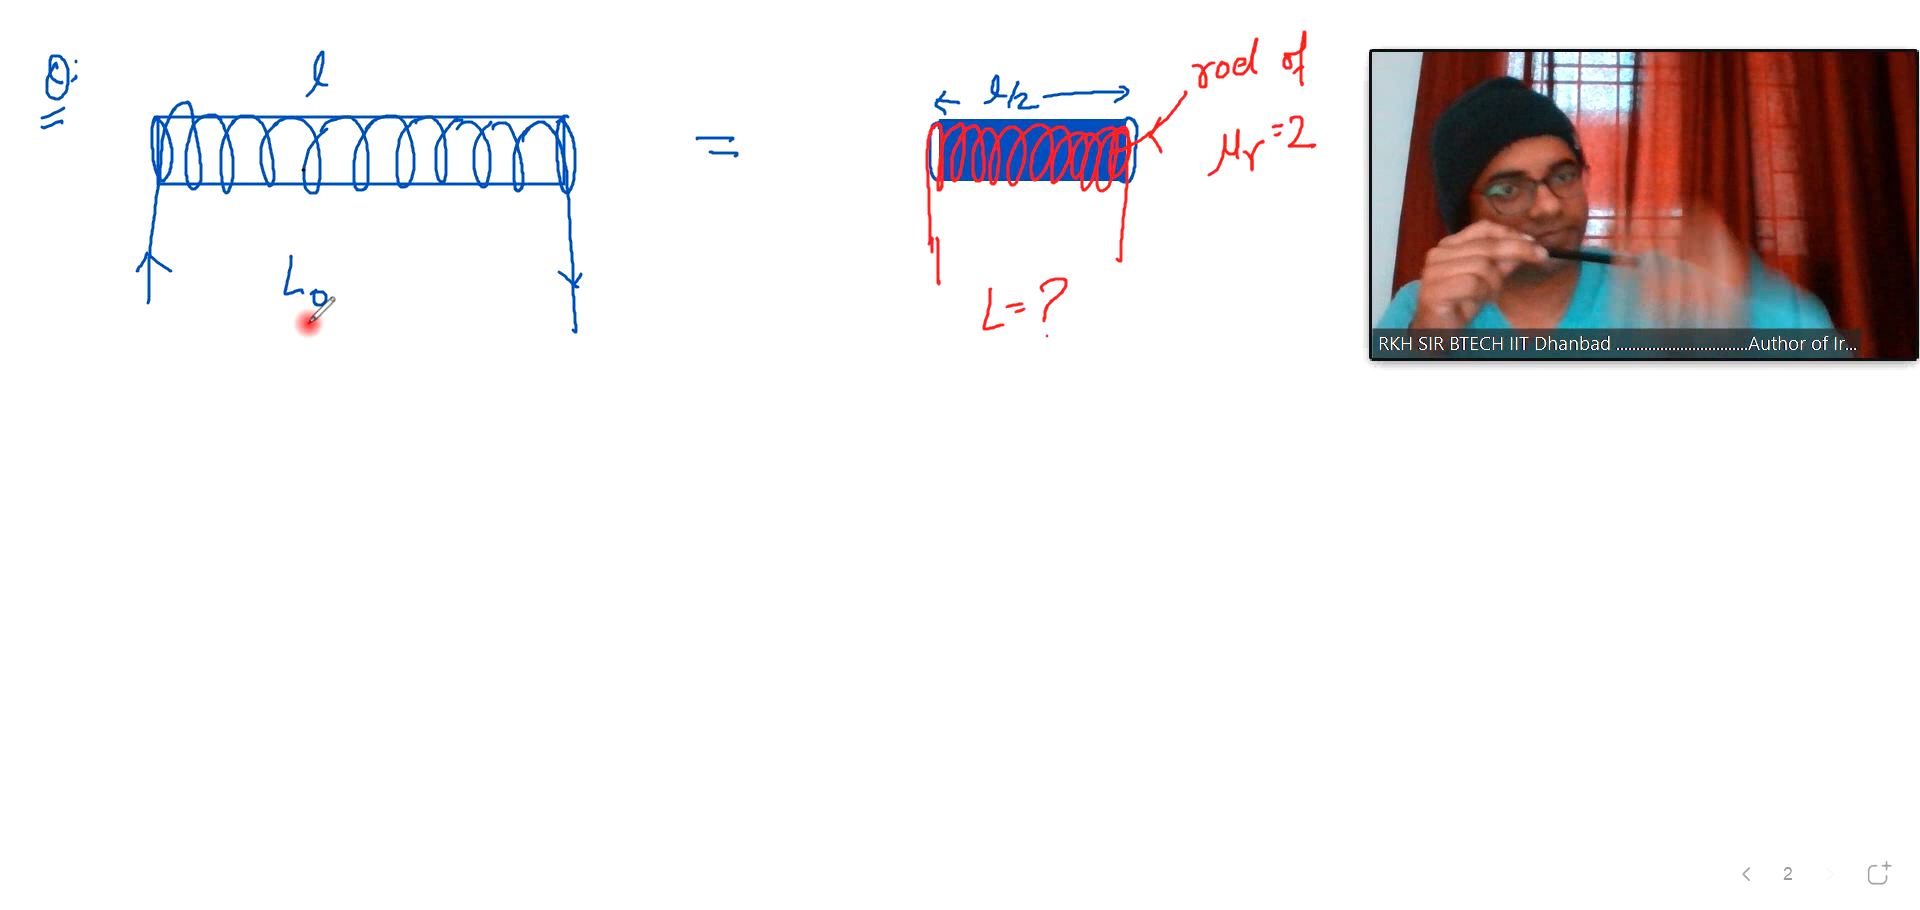 Q:
l
L₀
=
l/2
rod of
μr=2
L=?
RKH SIR BTECH IIT Dhanbad ................................Author of Ir...
2